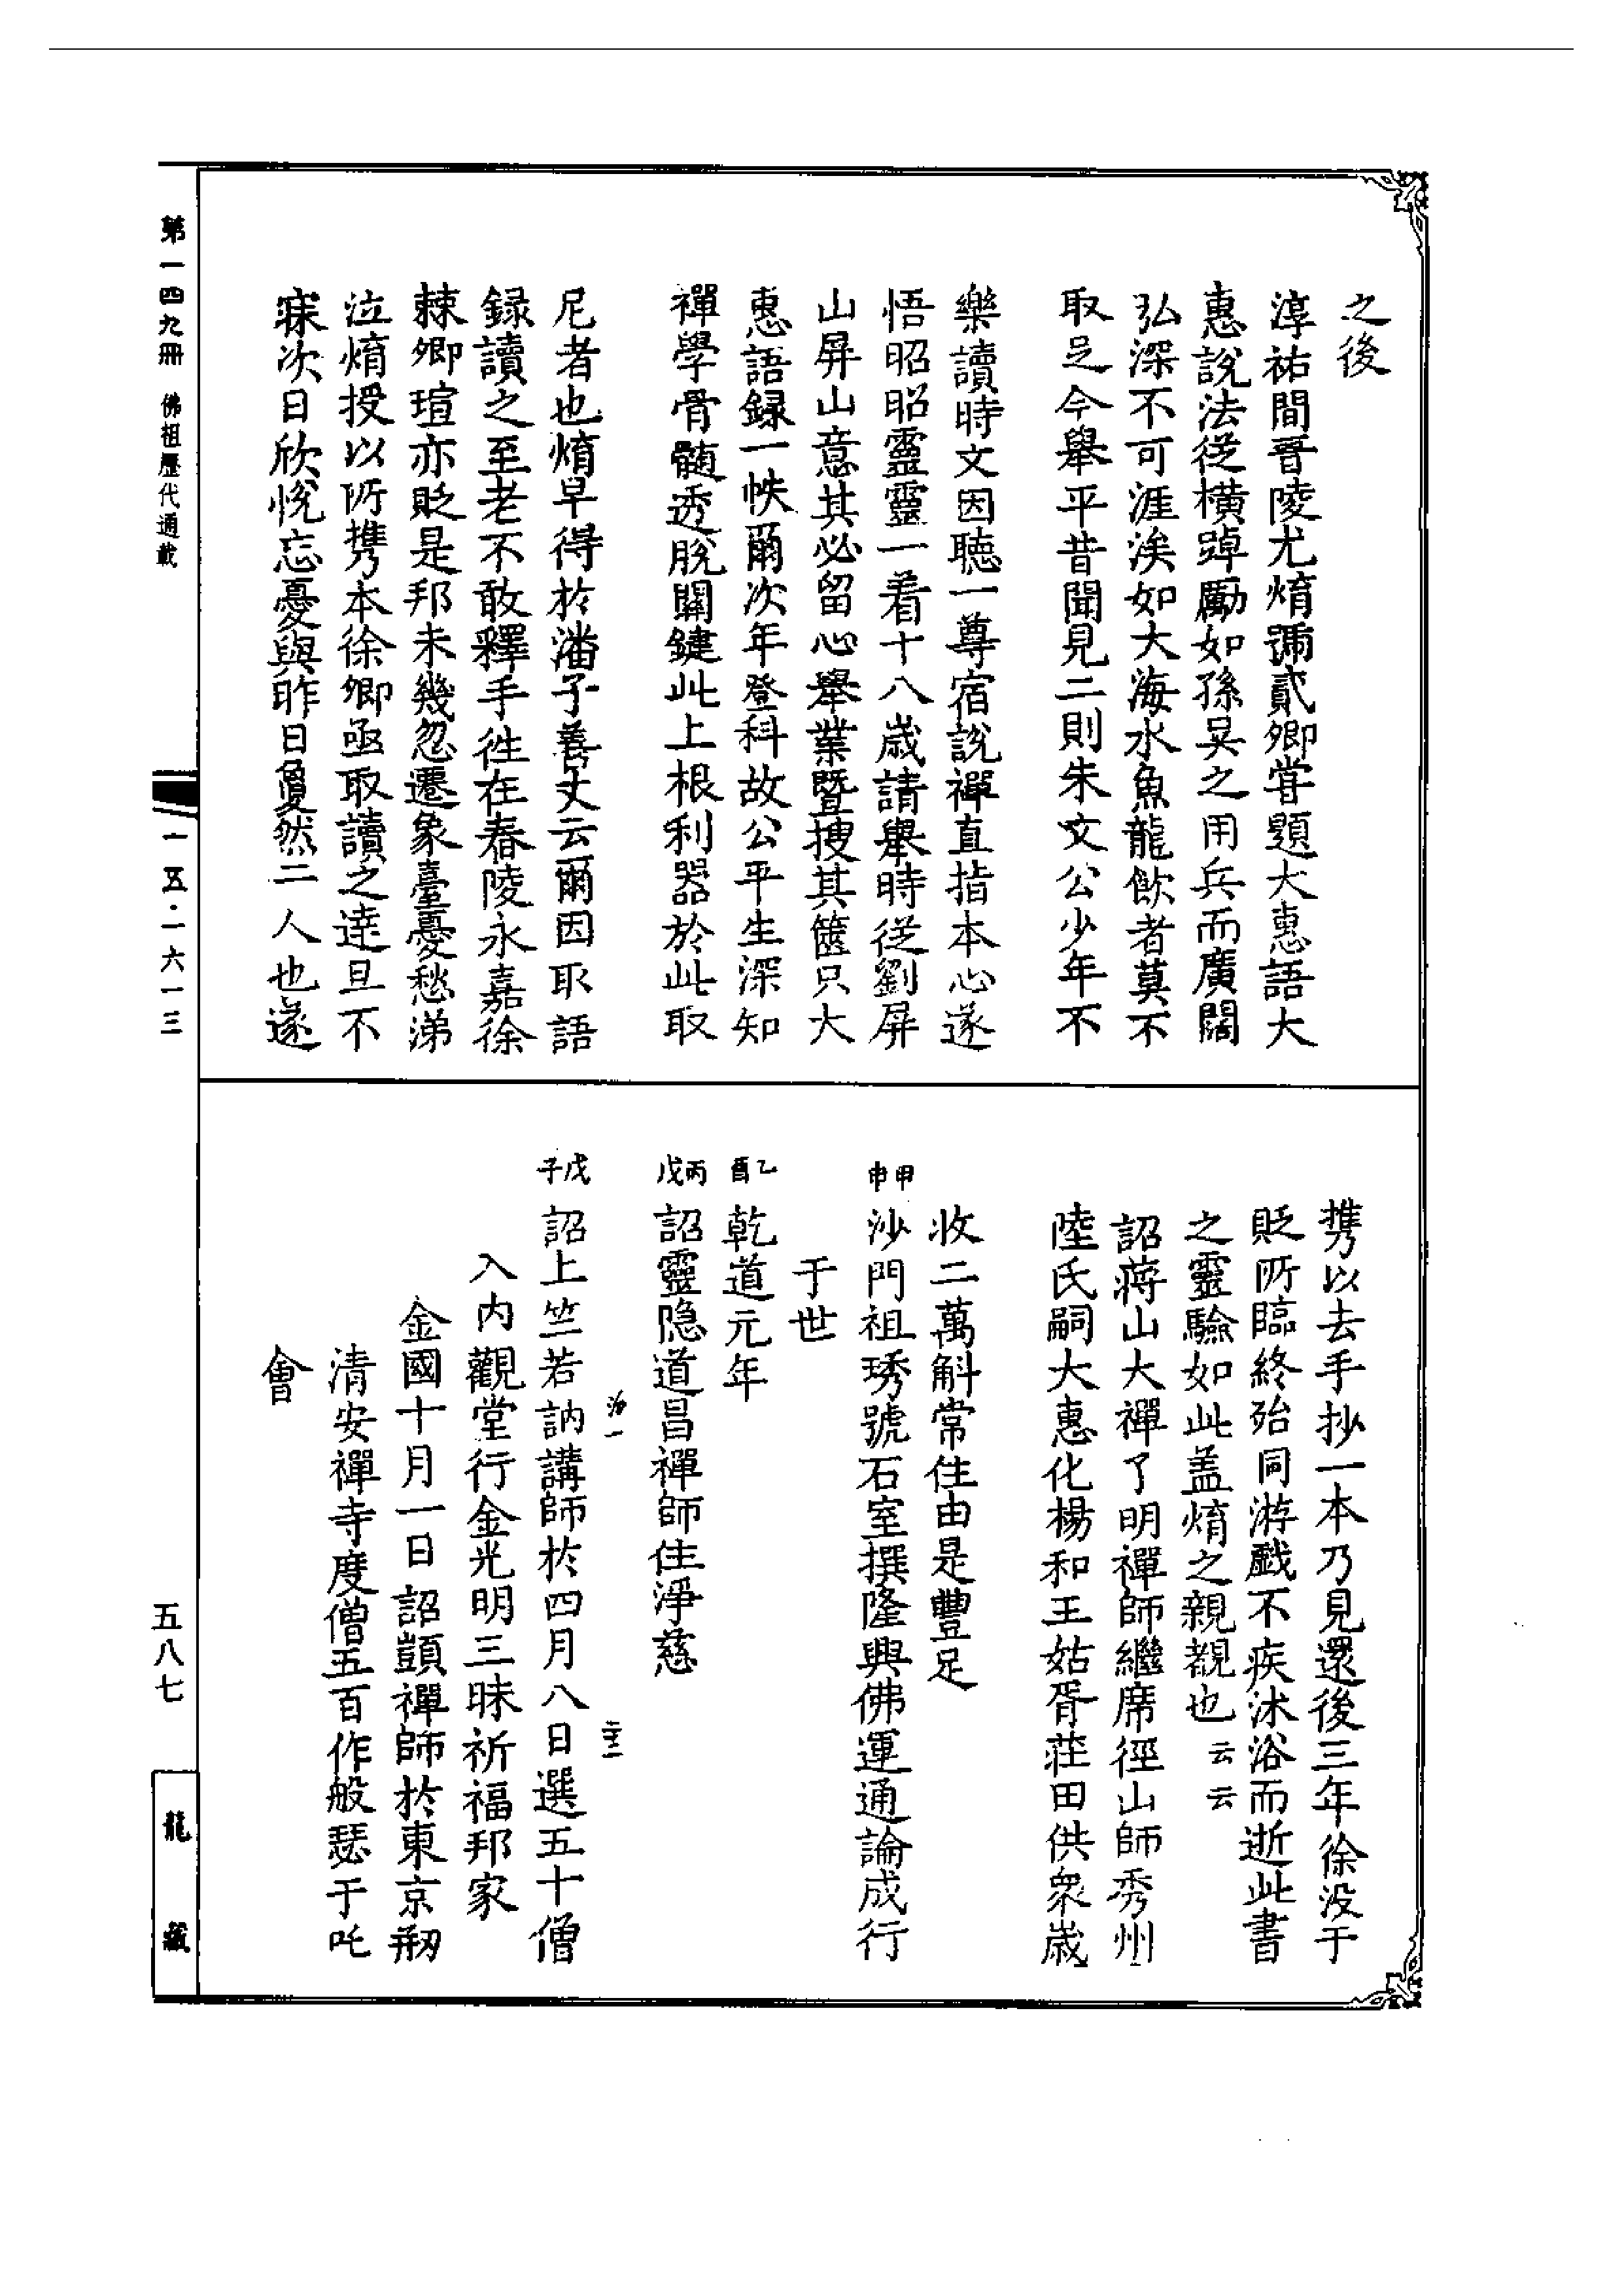 之後
淳祐間晉陵尤焴號貳卿甞題大惠語大
惠說法從橫踔厲如孫吳之用兵而廣闊
弘深不可涯涘如大海水魚龍飲者莫不
取足今舉平昔聞見二則朱文公少年不
樂讀時文因聽一尊宿說禪直指本心遂
悟昭昭靈靈一着十八歲請舉時從劉屏
山屏山意其必留心舉業暨搜其篋只大
惠語録一帙爾次年登科故公平生深知
禪學骨髓透脫關鍵此上根利器於此取
尼者也焴早得於潘子善丈云爾因取語
録讀之至老不敢釋手徃在春陵永嘉徐
棘卿瑄亦貶是邦未幾忽遷象臺憂愁涕
泣焴授以所攜本徐卿亟取讀之達旦不
寐次日欣悅忘憂與昨日敻然二人也遂
攜以去手抄一本乃見還後三年徐没于
貶所臨終殆同游戲不疾沐浴而逝此書
之靈驗如此盖焴之親覩也云云
詔蔣山大禪了明禪師繼席徑山師秀州
陸氏嗣大惠化楊和王姑胥莊田供衆歲
收二萬斛常住由是豐足
甲申 沙門祖琇號石室撰隆興佛運通論成行
于世
乙酉 乾道元年
丙戌 詔靈隱道昌禪師住淨慈
戊子 詔上竺若訥講師於四月八日選五十僧
入内觀堂行金光明三昧祈福邦家
金國十月一日詔顗禪師於東京剏
清安禪寺度僧五百作般瑟于吒
會
第一四九冊 佛祖歷代通載
一五·一六一三
五八七
龍藏